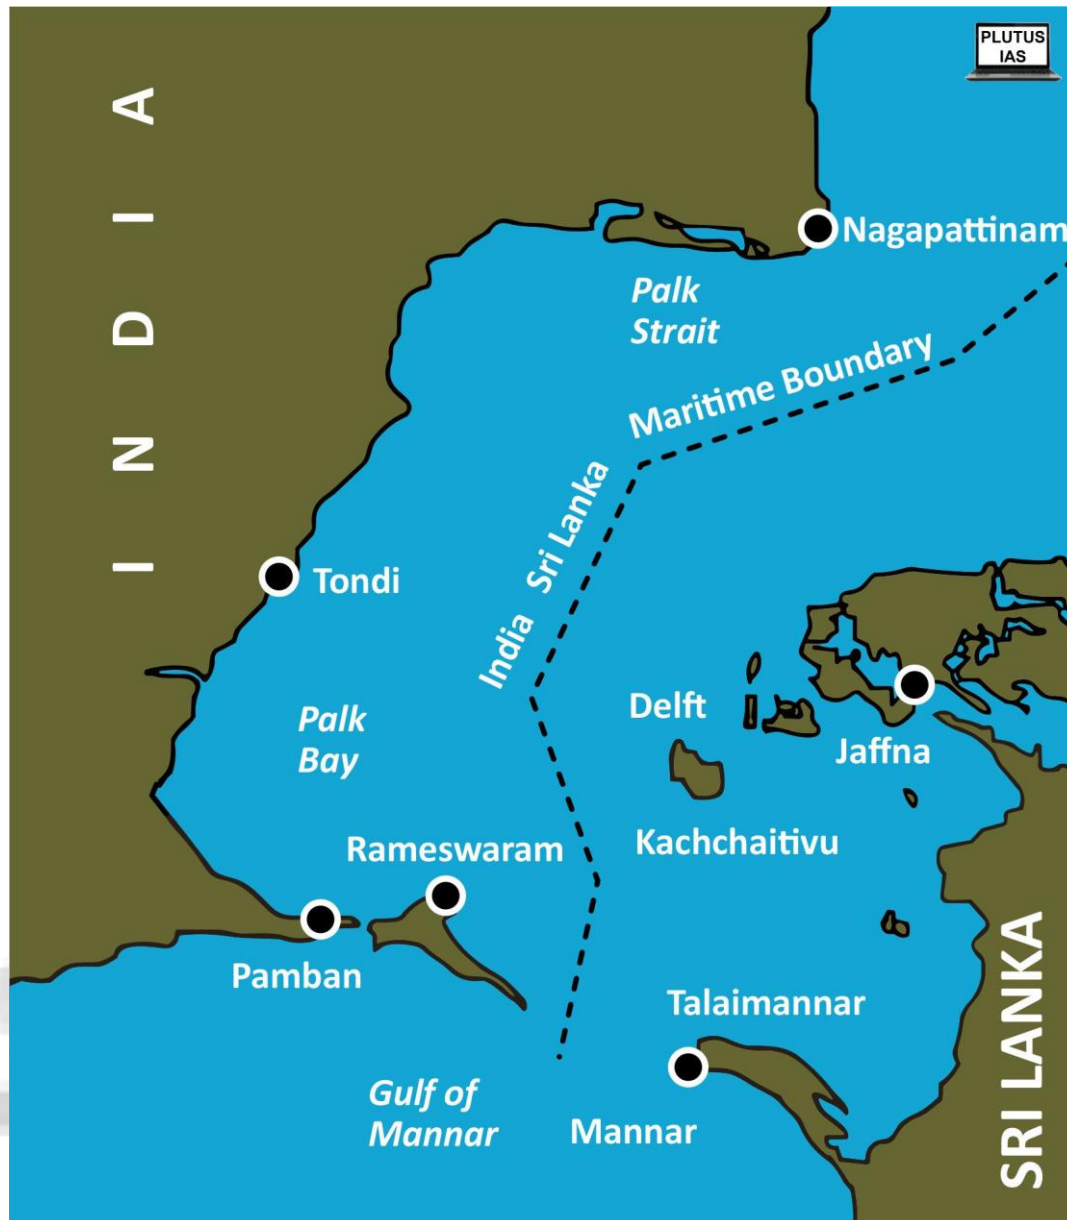 PLUTUS
IAS
INDIA
Nagapattinam
Palk
Strait
Maritime Boundary
India Sri Lanka
Tondi
Delft
Palk
Bay
Jaffna
Kachchaitivu
Rameswaram
Pamban
Talaimannar
SRI LANKA
Gulf of
Mannar
Mannar